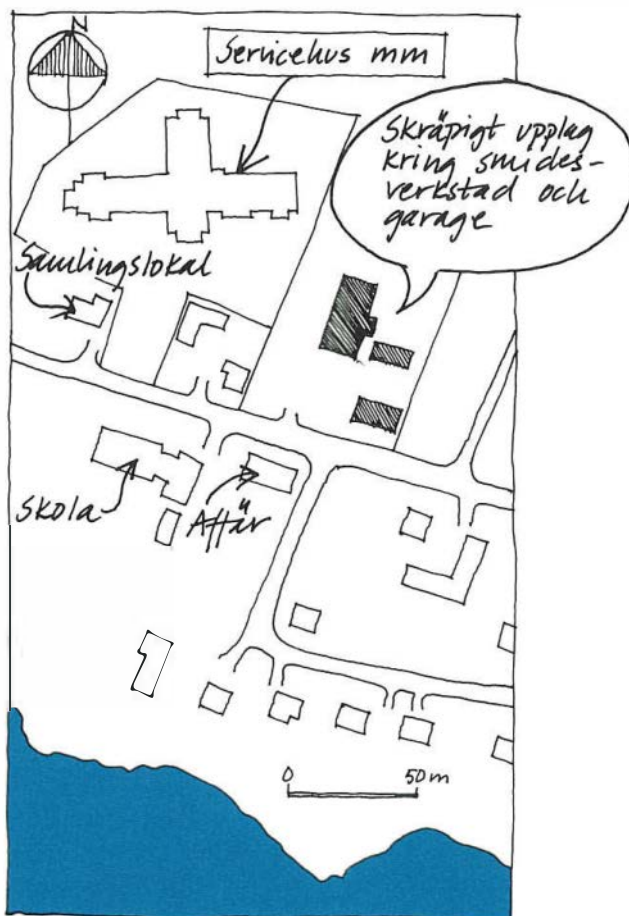 N
Servicehus mm
Skräpigt upplag
kring smides-
verkstad och
garage
Samlingslokal
Skola
Affär
0 50m